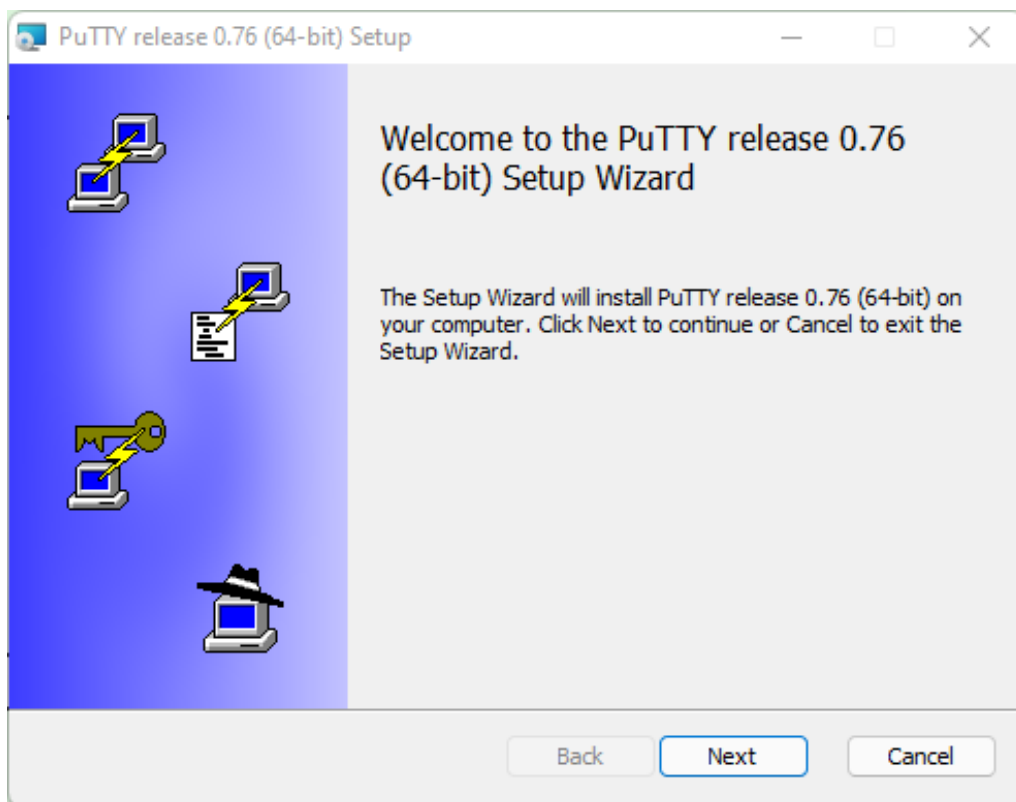 PuTTY release 0.76 (64-bit) Setup
Welcome to the PuTTY release 0.76
(64-bit) Setup Wizard
The Setup Wizard will install PuTTY release 0.76 (64-bit) on
your computer. Click Next to continue or Cancel to exit the
Setup Wizard.
Back
Next
Cancel